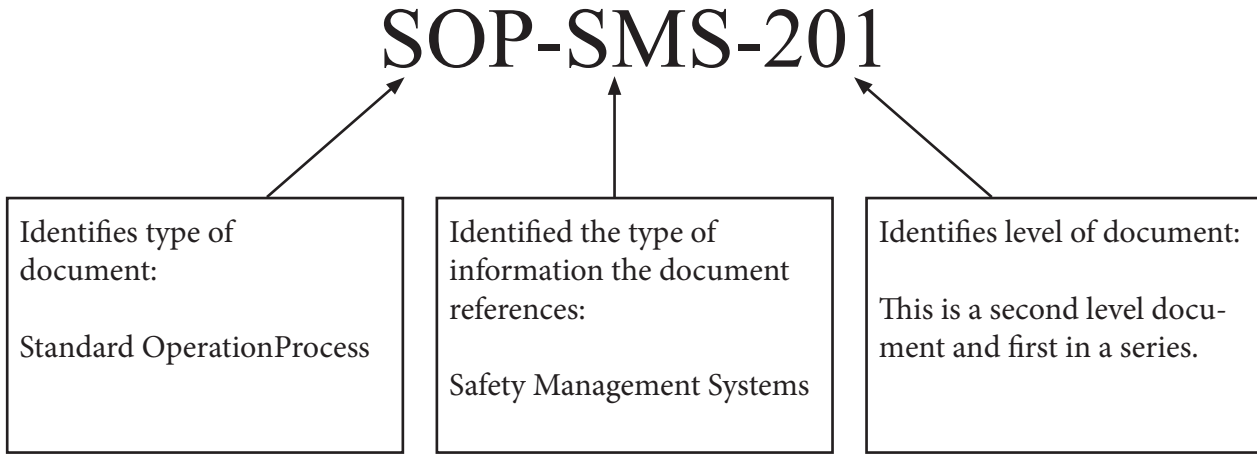 SOP-SMS-201
Identifies type of
document:
Standard OperationProcess
Identified the type of
information the document
references:
Safety Management Systems
Identifies level of document:
This is a second level docu-
ment and first in a series.